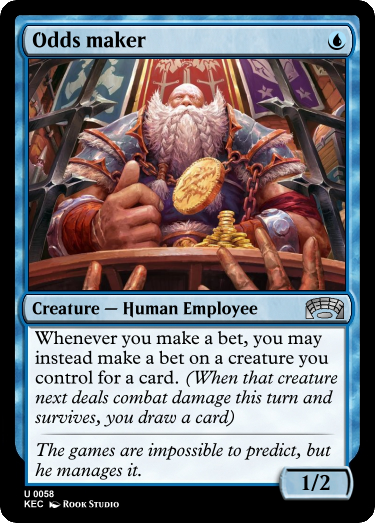 Odds maker
Creature — Human Employee
Whenever you make a bet, you may
instead make a bet on a creature you
control for a card. (When that creature
next deals combat damage this turn and
survives, you draw a card)
The games are impossible to predict, but
he manages it.
1/2
U 0058
KEC Rook Studio